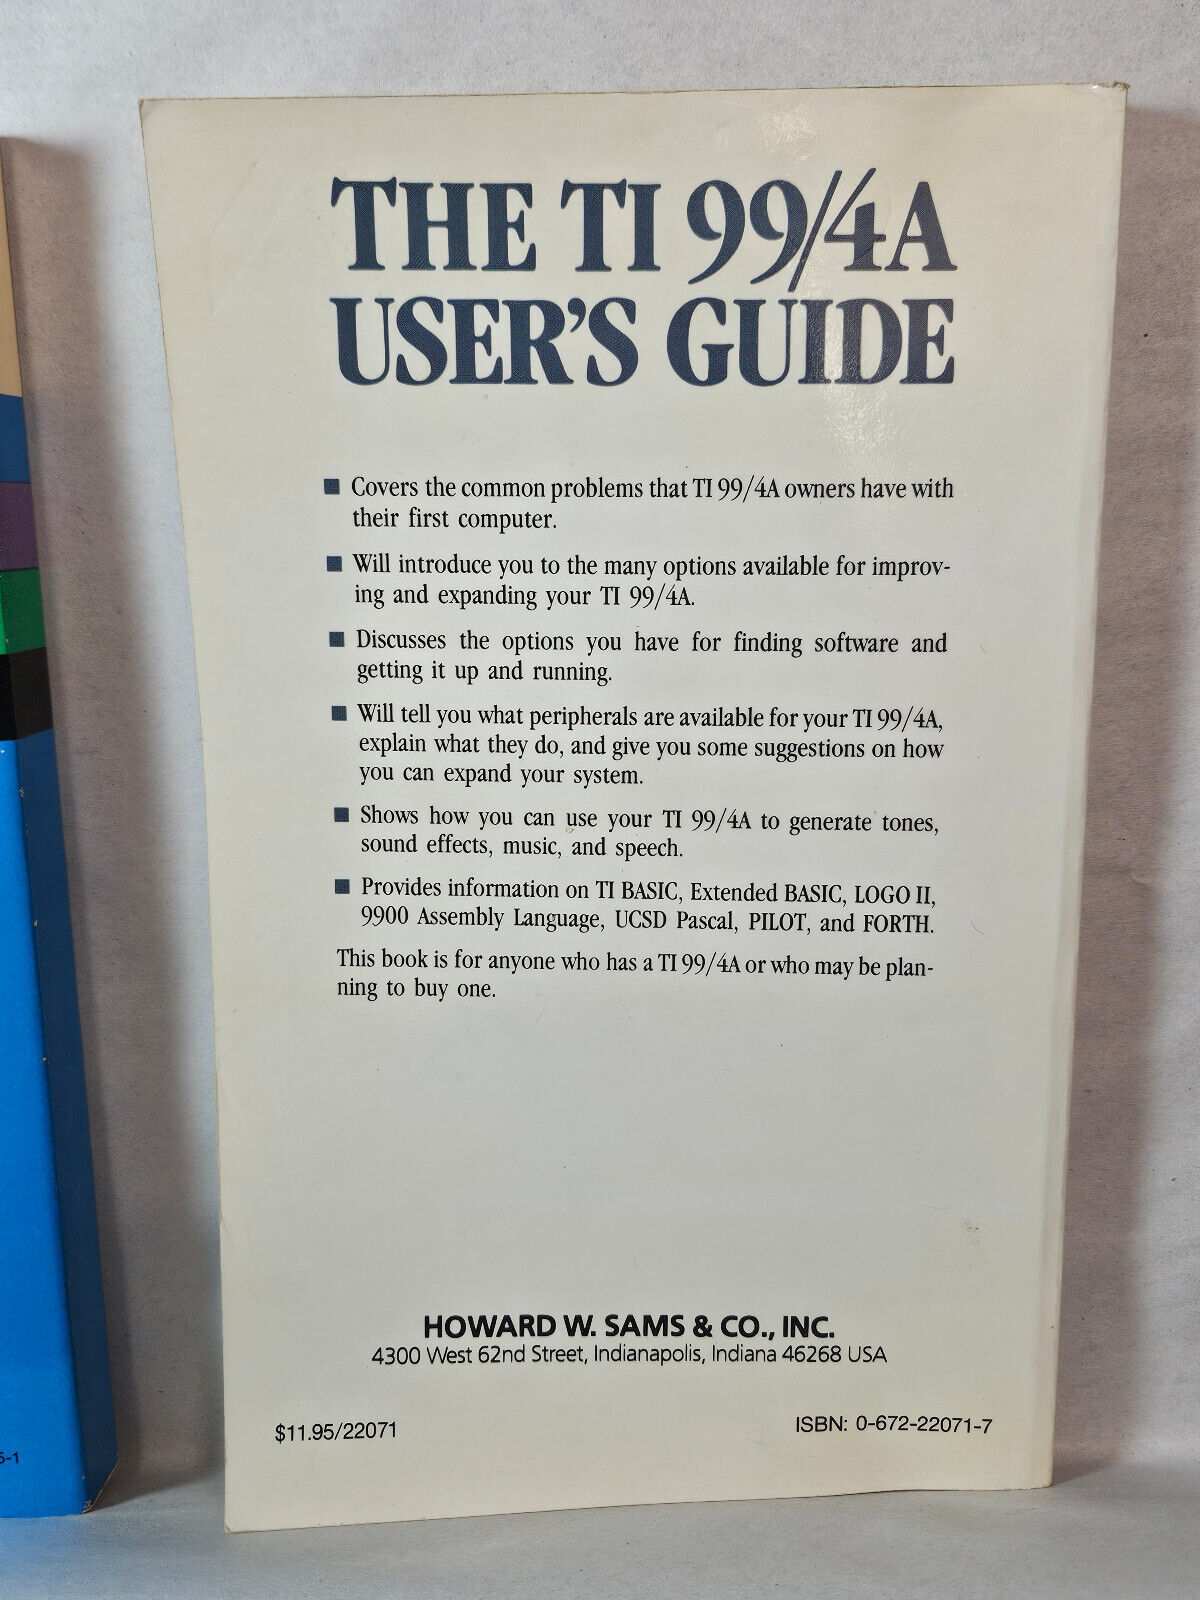 THE TI 99/4A
USER'S GUIDE
■ Covers the common problems that TI 99/4A owners have with
their first computer.
■ Will introduce you to the many options available for improv-
ing and expanding your TI 99/4A.
■ Discusses the options you have for finding software and
getting it up and running.
■ Will tell you what peripherals are available for your TI 99/4A,
explain what they do, and give you some suggestions on how
you can expand your system.
■ Shows how you can use your TI 99/4A to generate tones,
sound effects, music, and speech.
■ Provides information on TI BASIC, Extended BASIC, LOGO II,
9900 Assembly Language, UCSD Pascal, PILOT, and FORTH.
This book is for anyone who has a TI 99/4A or who may be plan-
ning to buy one.
HOWARD W. SAMS & CO., INC.
4300 West 62nd Street, Indianapolis, Indiana 46268 USA
$11.95/22071
ISBN: 0-672-22071-7
-1